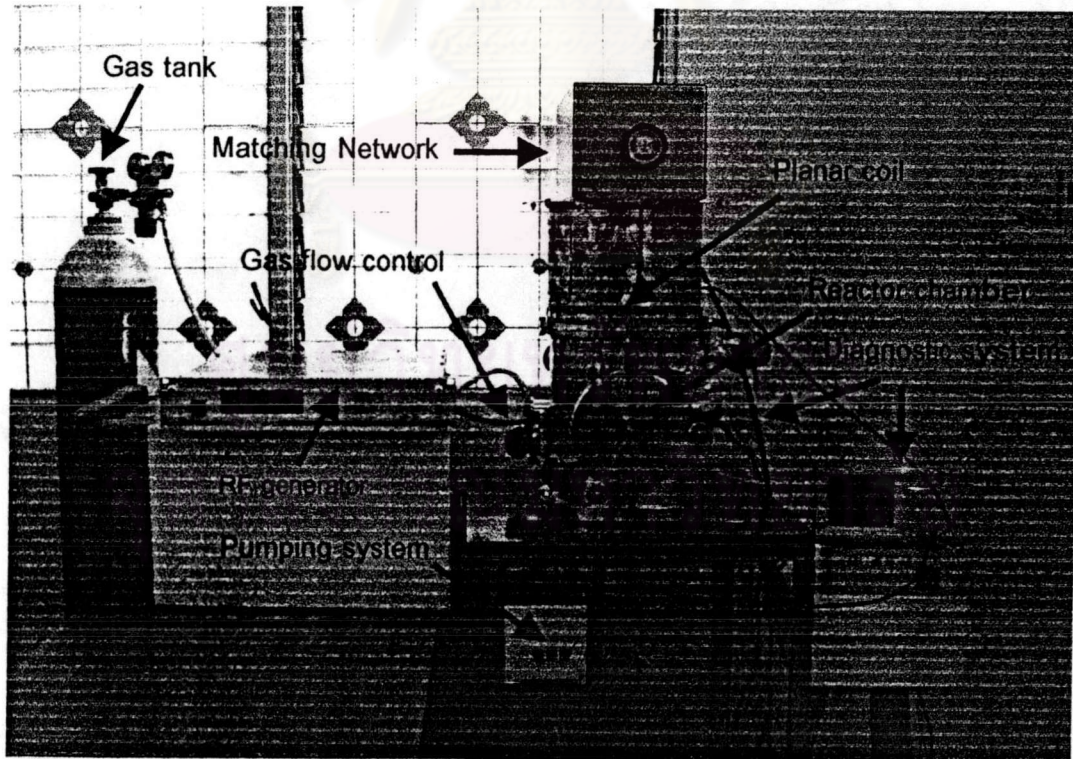 Gas tank
Matching Network
Planar coil
Gas flow control
Reactor chamber
Diagnostic system
RF generator
Pumping system